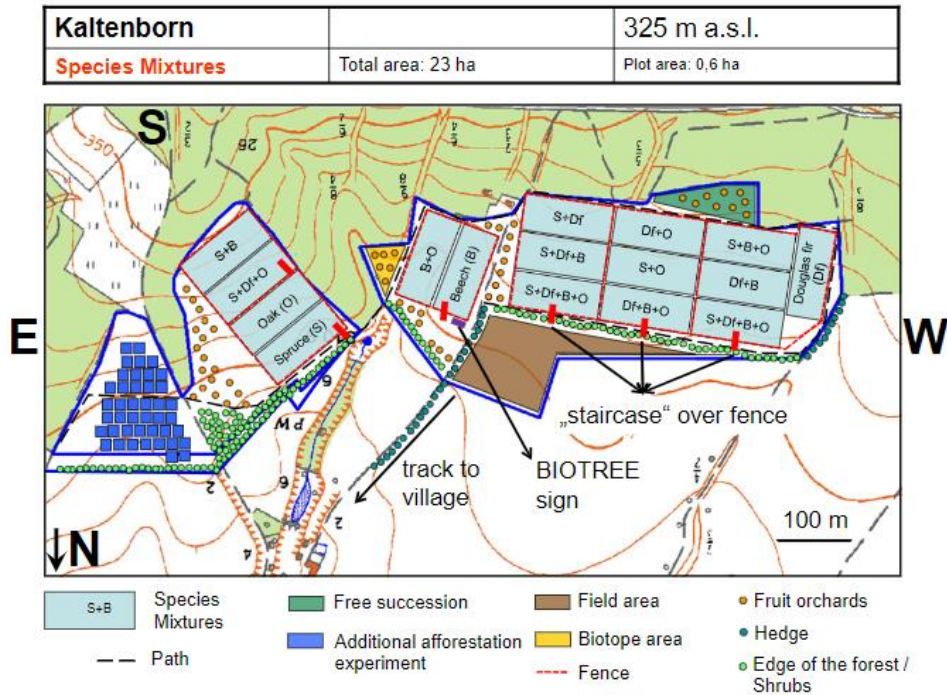 Kaltenborn 325 m a.s.l.
Species Mixtures Total area: 23 ha Plot area: 0,6 ha
S
350
E
W
S+B
S+Df+O
Oak (O)
Spruce (S)
B+O
Beech (B)
S+Df
S+Df+B
S+Df+B+O
Df+O
S+O
Df+B+O
S+B+O
Df+B
S+Df+B+O
Douglas fir
(Df)
„staircase“ over fence
BIOTREE
sign
track to
village
100 m
N
S+B
Species
Mixtures
Path
Free succession
Additional afforestation
experiment
Field area
Biotope area
Fence
Fruit orchards
Hedge
Edge of the forest /
Shrubs